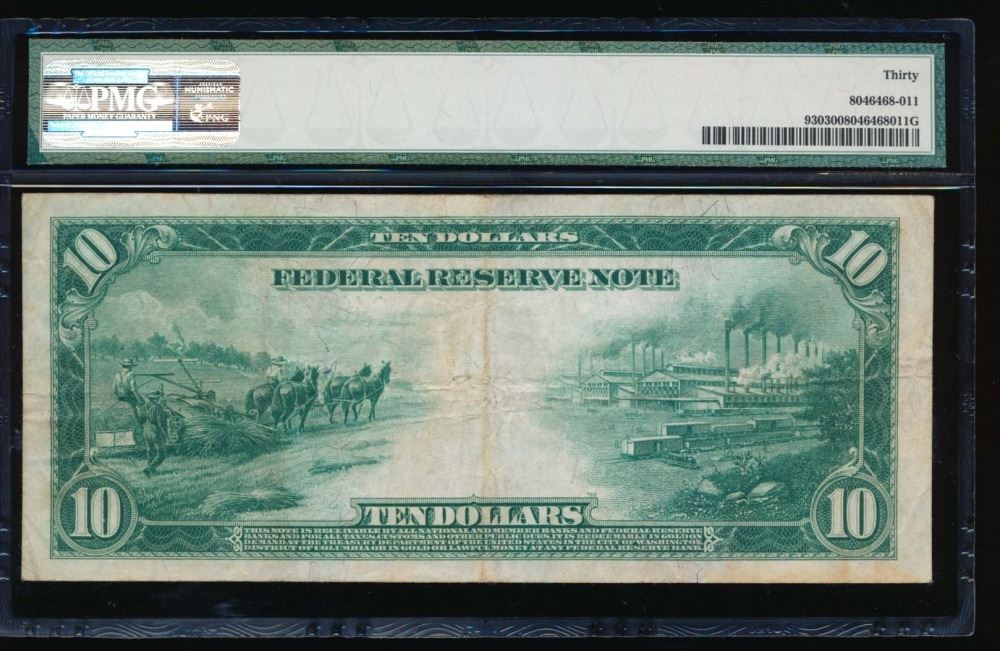 PMG
PAPER MONEY GUARANTY
NUMISMATIC
PNG
Thirty
8046468-011
9303008046468011G
10
TEN DOLLARS
10
FEDERAL RESERVE NOTE
10
TEN DOLLARS
10
THIS NOTE IS RECEIVABLE BY ALL NATIONAL AND MEMBER BANKS AND FEDERAL RESERVE
BANKS AND FOR ALL TAXES, CUSTOMS AND OTHER PUBLIC DUES. IT IS REDEEMABLE IN GOLD ON
DEMAND AT THE TREASURY DEPARTMENT OF THE UNITED STATES IN THE CITY OF WASHINGTON
DISTRICT OF COLUMBIA OR IN GOLD OR LAWFUL MONEY AT ANY FEDERAL RESERVE BANK.